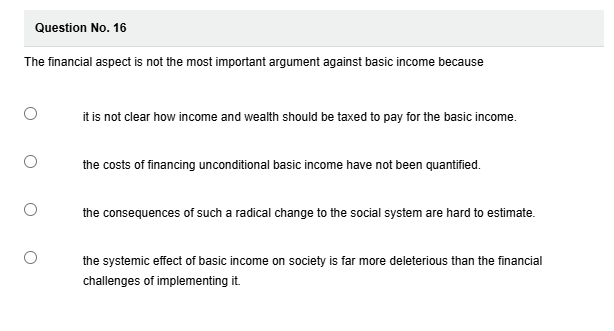 Question No. 16
The financial aspect is not the most important argument against basic income because
it is not clear how income and wealth should be taxed to pay for the basic income.
the costs of financing unconditional basic income have not been quantified.
the consequences of such a radical change to the social system are hard to estimate.
the systemic effect of basic income on society is far more deleterious than the financial
challenges of implementing it.